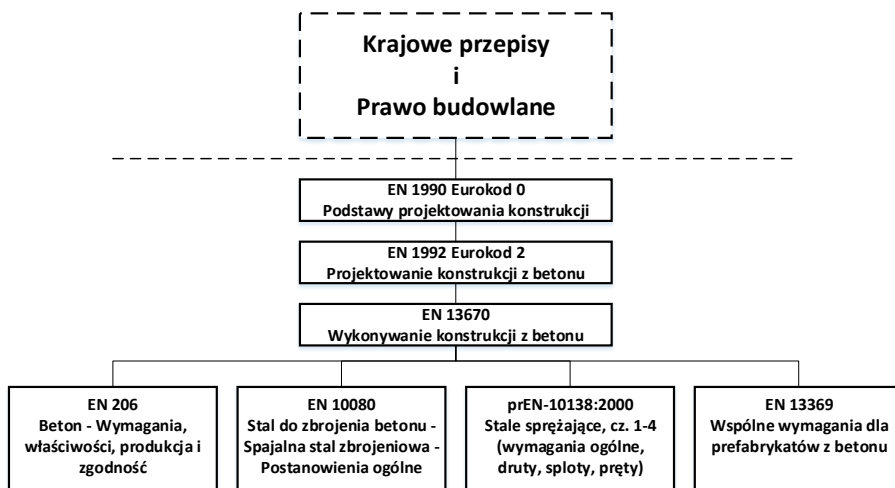 Krajowe przepisy
i
Prawo budowlane
EN 1990 Eurokod 0
Podstawy projektowania konstrukcji
EN 1992 Eurokod 2
Projektowanie konstrukcji z betonu
EN 13670
Wykonywanie konstrukcji z betonu
EN 206
Beton - Wymagania,
właściwości, produkcja i
zgodność
EN 10080
Stal do zbrojenia betonu -
Spajalna stal zbrojeniowa -
Postanowienia ogólne
prEN-10138:2000
Stale sprężające, cz. 1-4
(wymagania ogólne,
druty, sploty, pręty)
EN 13369
Wspólne wymagania dla
prefabrykatów z betonu